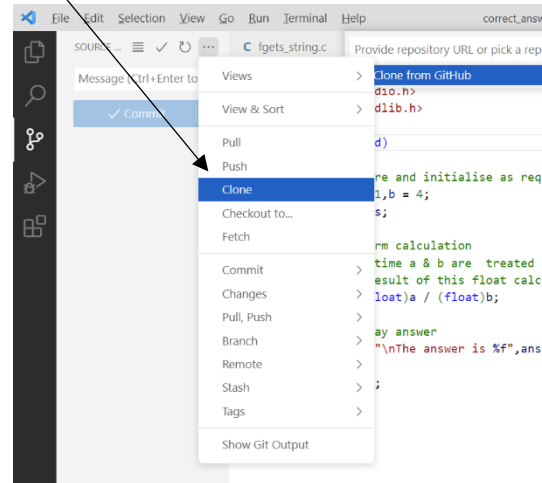 File Edit Selection View Go Run Terminal Help correct_answ
SOURCE ... fgets_string.c Provide repository URL or pick a rep
Clone from GitHub
Message (Ctrl+Enter to
Commit
Views
View & Sort
Pull
Push
Clone
Checkout to...
Fetch
Commit
Changes
Pull, Push
Branch
Remote
Stash
Tags
Show Git Output
dio.h>
dlib.h>
d)
re and initialise as req
1,b = 4;
s;
rm calculation
time a & b are treated
esult of this float calc
loat)a / (float)b;
ay answer
"\nThe answer is %f",ans
;